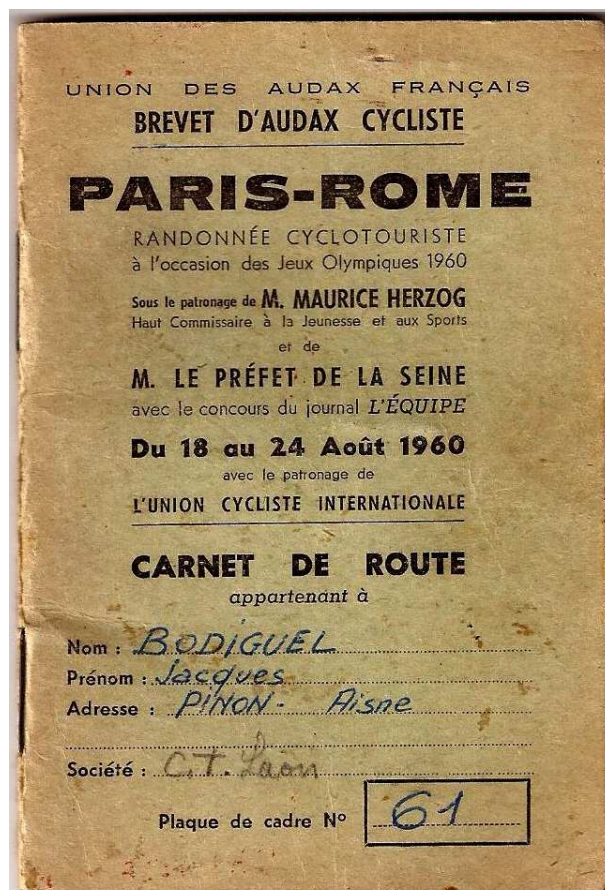 UNION DES AUDAX FRANÇAIS
BREVET D'AUDAX CYCLISTE
PARIS-ROME
RANDONNÉE CYCLOTOURISTE
à l'occasion des Jeux Olympiques 1960
Sous le patronage de M. MAURICE HERZOG
Haut Commissaire à la Jeunesse et aux Sports
et de
M. LE PRÉFET DE LA SEINE
avec le concours du journal L'ÉQUIPE
Du 18 au 24 Août 1960
avec le patronage de
L'UNION CYCLISTE INTERNATIONALE
CARNET DE ROUTE
appartenant à
Nom : BODIGUEL
Prénom : Jacques
Adresse : PINON - Aisne
Société : C.T. Laon
Plaque de cadre N° 61